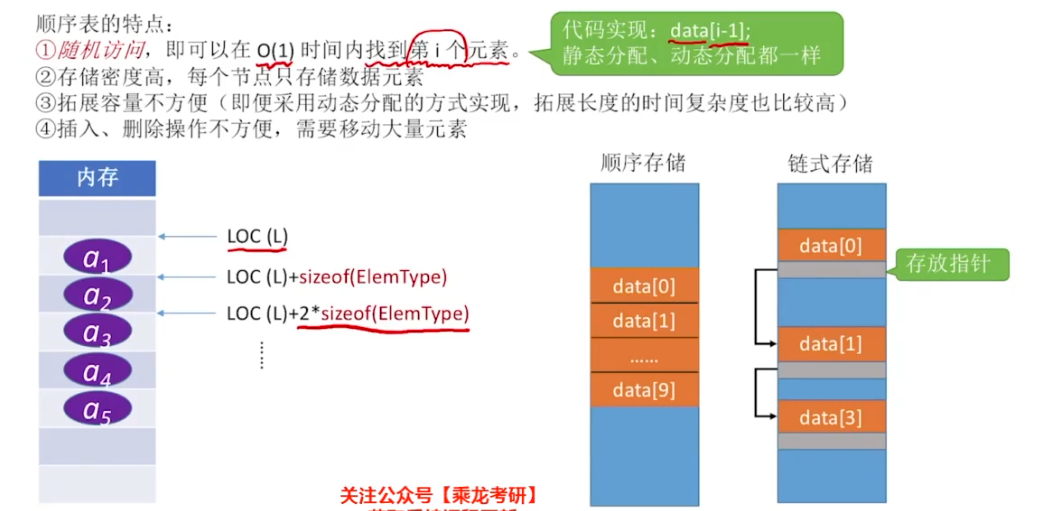 顺序表的特点：
①随机访问，即可以在 O(1) 时间内找到第 i 个元素。
代码实现：data[i-1];
静态分配、动态分配都一样
②存储密度高，每个节点只存储数据元素
③拓展容量不方便（即便采用动态分配的方式实现，拓展长度的时间复杂度也比较高）
④插入、删除操作不方便，需要移动大量元素
内存
a1
a2
a3
a4
a5
LOC (L)
LOC (L)+sizeof(ElemType)
LOC (L)+2*sizeof(ElemType)
顺序存储
data[0]
data[1]
……
data[9]
链式存储
data[0]
存放指针
data[1]
data[3]
关注公众号【乘龙考研】